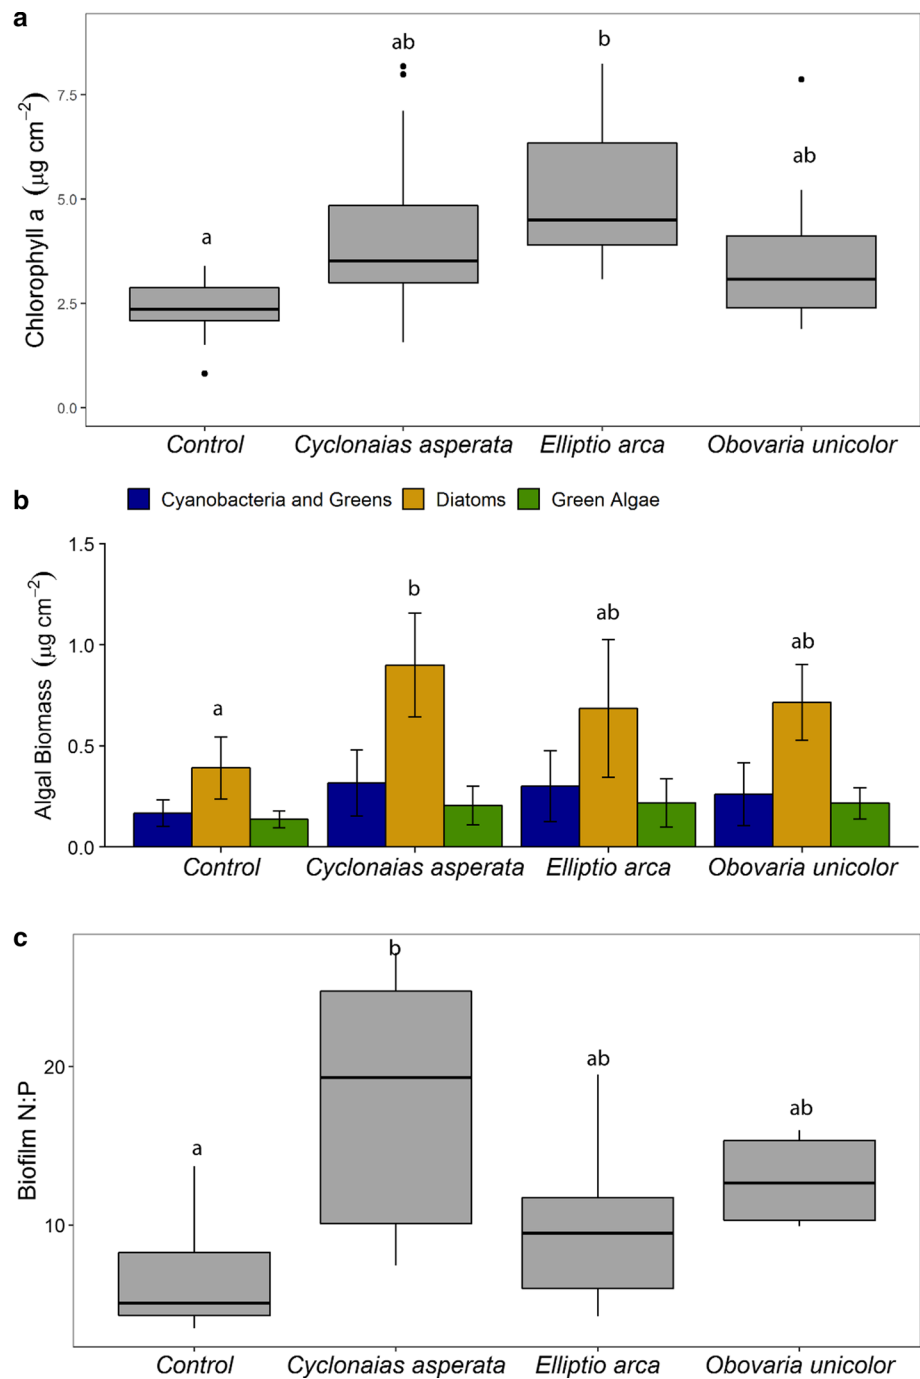 a
Chlorophyll a (μg cm⁻²)
7.5
5.0
2.5
0.0
a
ab
b
ab
Control Cyclonaias asperata Elliptio arca Obovaria unicolor
b
Cyanobacteria and Greens Diatoms Green Algae
Algal Biomass (μg cm⁻²)
1.5
1.0
0.5
0.0
a
b
ab
ab
Control Cyclonaias asperata Elliptio arca Obovaria unicolor
c
Biofilm N:P
20
10
a
b
ab
ab
Control Cyclonaias asperata Elliptio arca Obovaria unicolor